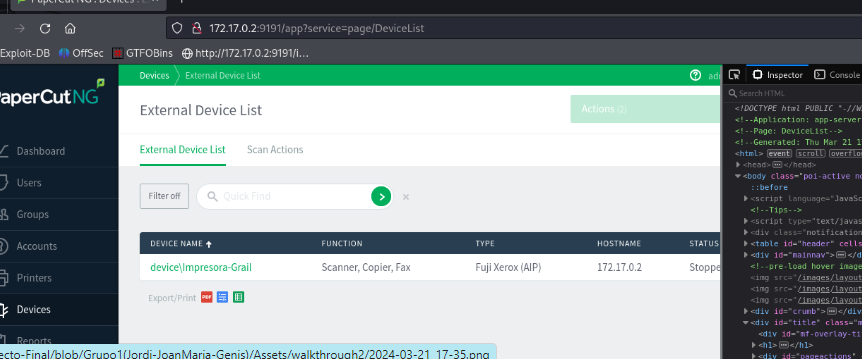 PaperCut NG : Devices :
172.17.0.2:9191/app?service=page/DeviceList
Exploit-DB OffSec GTFOBins http://172.17.0.2:9191/i…
PaperCut NG
Devices External Device List
External Device List
Actions (2)
External Device List Scan Actions
Filter off Quick Find
DEVICE NAME FUNCTION TYPE HOSTNAME STATUS
device\Impresora-Grail Scanner, Copier, Fax Fuji Xerox (AIP) 172.17.0.2 Stoppe
Export/Print
Dashboard
Users
Groups
Accounts
Printers
Devices
Reports
ecto-Final/blob/Grupo1(Jordi-JoanMaria-Genis)/Assets/walkthrough2/2024-03-21_17-35.png
Inspector Console
Search HTML
<!DOCTYPE html PUBLIC "-//W
<!--Application: app-server
<!--Page: DeviceList-->
<!--Generated: Thu Mar 21 1
<html> event scroll overflo
<head> … </head>
<body class="poi-active no
::before
<script language="JavaSc
<!--Tips-->
<script type="text/javas
<div class="notification
<table id="header" cells
<div id="mainnav"> … </di
<!--pre-load hover image
<img src="/images/layout
<img src="/images/layout
<img src="/images/layout
<div id="crumb"> … </div>
<div id="title" class="m
<div id="mf-overlay-ti
<h1> … </h1>
<div id="pageactions"